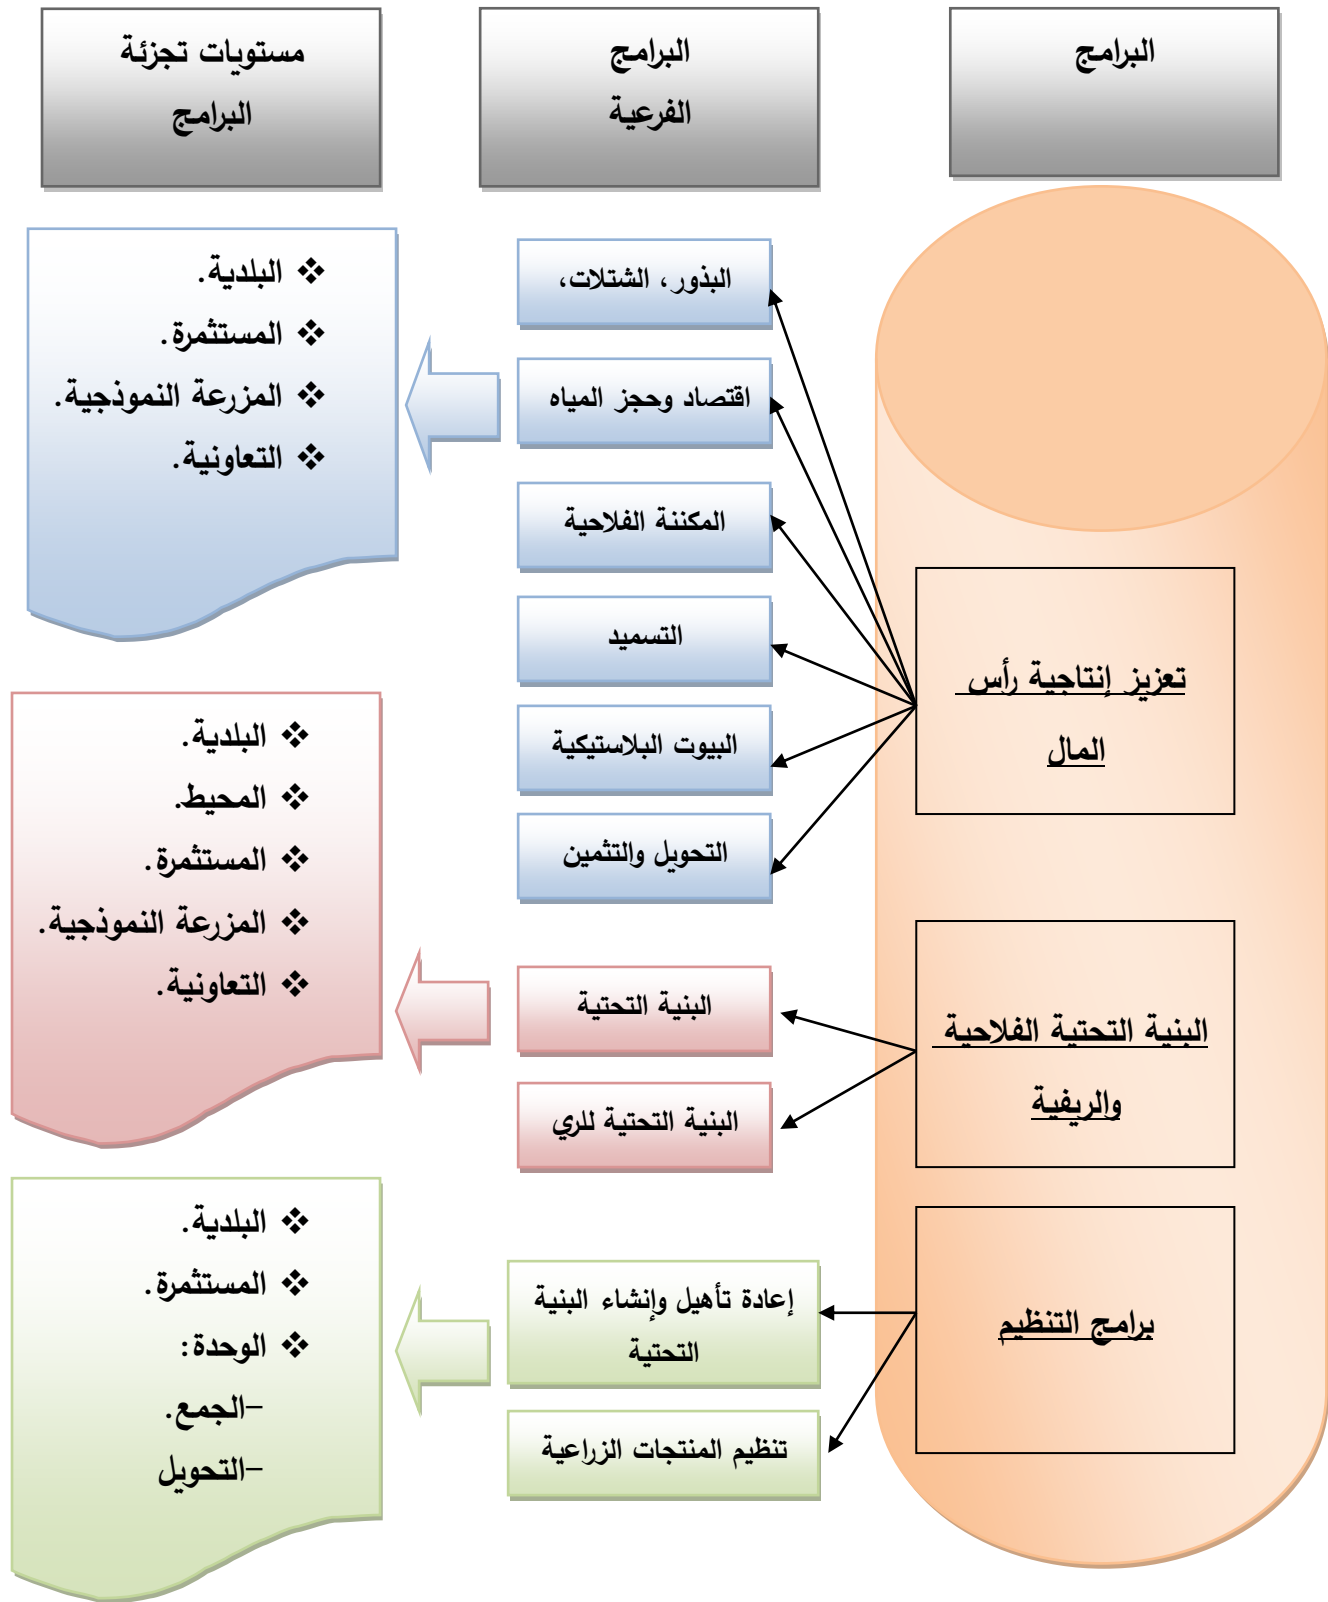 البرامج
البرامج
الفرعية
مستويات تجزئة
البرامج
تعزيز إنتاجية رأس
المال
البذور، الشتلات،
اقتصاد وحجز المياه
المكننة الفلاحية
التسميد
البيوت البلاستيكية
التحويل والتثمين
❖ البلدية.
❖ المستثمرة.
❖ المزرعة النموذجية.
❖ التعاونية.
البنية التحتية الفلاحية
والريفية
البنية التحتية
البنية التحتية للري
❖ البلدية.
❖ المحيط.
❖ المستثمرة.
❖ المزرعة النموذجية.
❖ التعاونية.
برامج التنظيم
إعادة تأهيل وإنشاء البنية
التحتية
تنظيم المنتجات الزراعية
❖ البلدية.
❖ المستثمرة.
❖ الوحدة:
-الجمع.
-التحويل